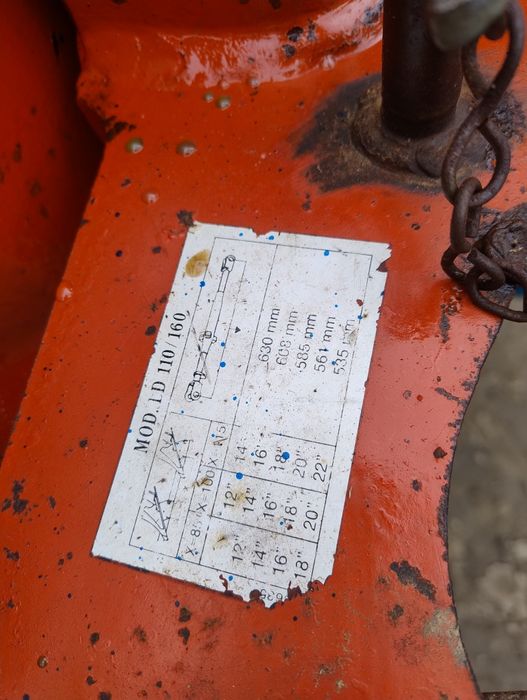 MOD. LD 110/160
12" 14 630 mm
12" 14" 16" 608 mm
14" 16" 18" 585 mm
16" 8" 20" 561 mm
18" 20" 22" 535 mm